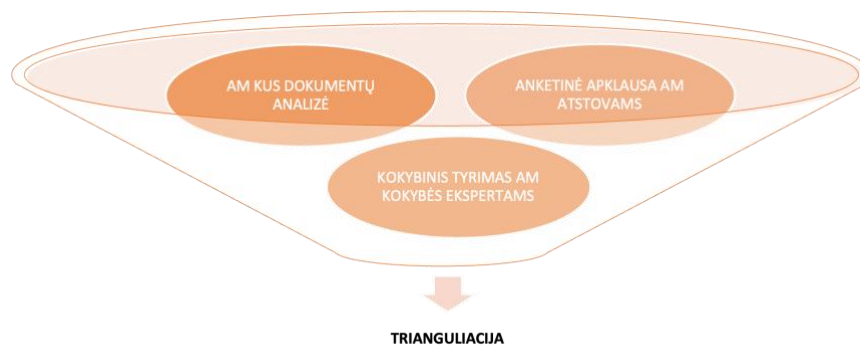 AM KUS DOKUMENTŲ
ANALIZĖ
ANKETINĖ APKLAUSA AM
ATSTOVAMS
KOKYBINIS TYRIMAS AM
KOKYBĖS EKSPERTAMS
TRIANGULIACIJA